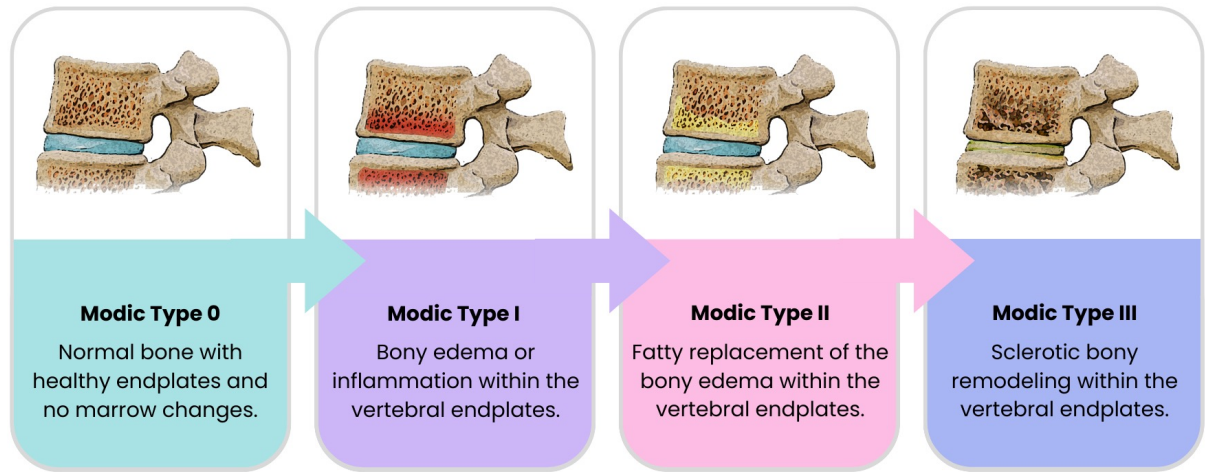 Modic Type 0
Normal bone with
healthy endplates and
no marrow changes.
Modic Type I
Bony edema or
inflammation within the
vertebral endplates.
Modic Type II
Fatty replacement of the
bony edema within the
vertebral endplates.
Modic Type III
Sclerotic bony
remodeling within the
vertebral endplates.